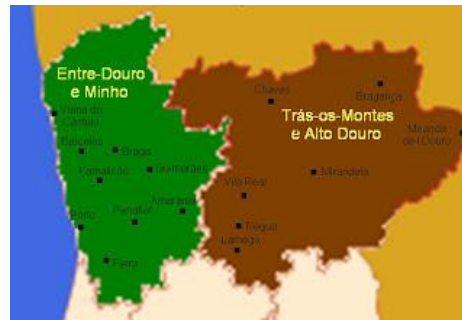 Entre-Douro
e Minho
Trás-os-Montes
e Alto Douro
Chaves
Bragança
Viana do
Castelo
Miranda
de l Douro
Barcelos
Braga
Guimarães
Famalicão
Mirandela
Vila Real
Amarante
Porto
Penafiel
Régua
Lamego
Feira